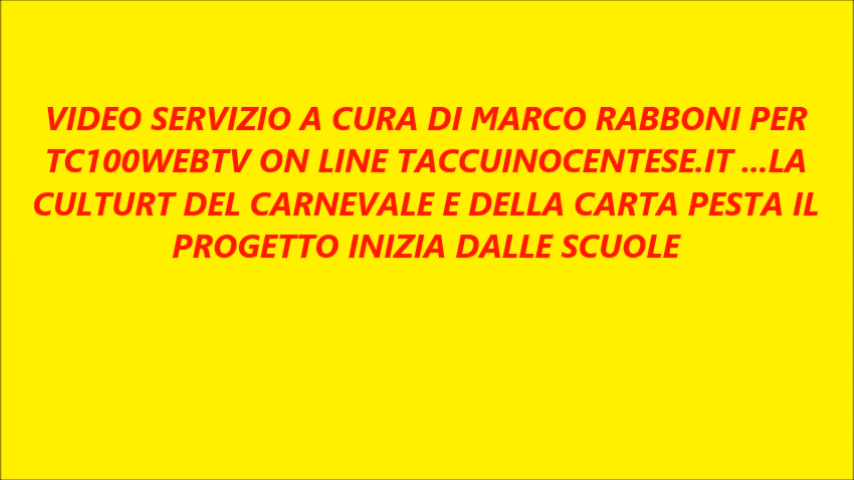 VIDEO SERVIZIO A CURA DI MARCO RABBONI PER
TC100WEBTV ON LINE TACCUINOCENTESE.IT ...LA
CULTURT DEL CARNEVALE E DELLA CARTA PESTA IL
PROGETTO INIZIA DALLE SCUOLE